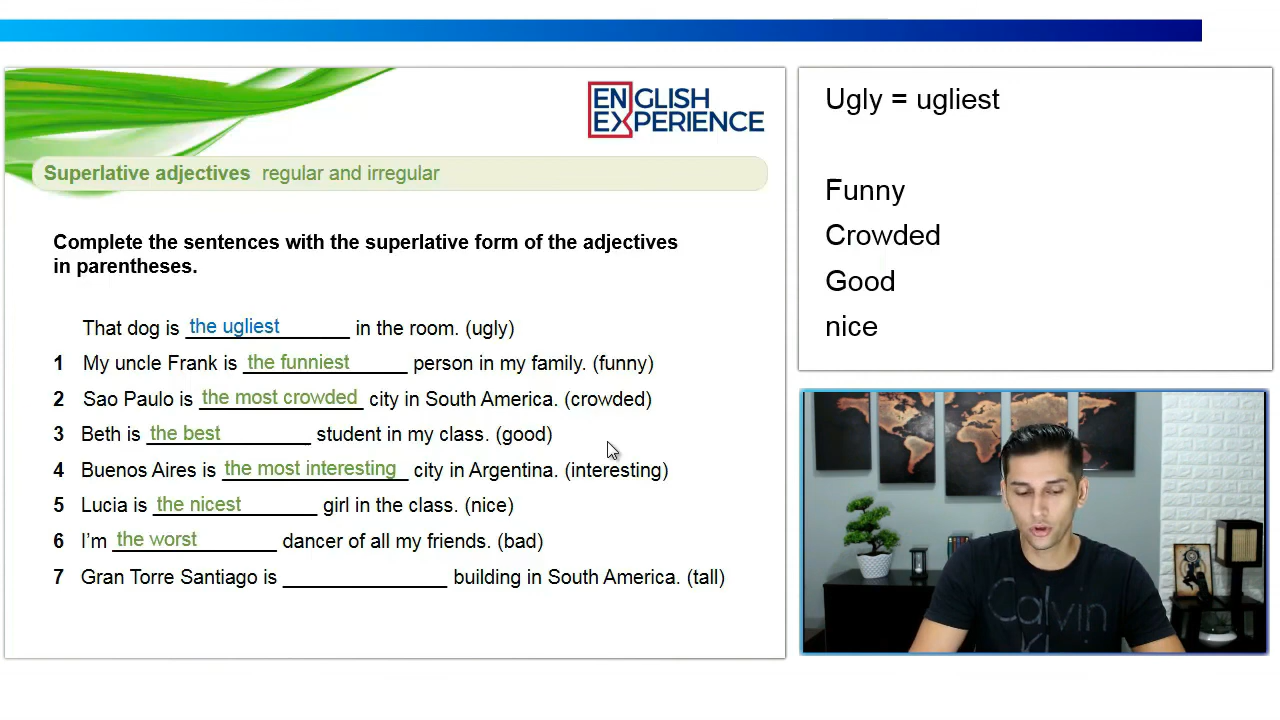 ENGLISH
EXPERIENCE
Superlative adjectives regular and irregular
Complete the sentences with the superlative form of the adjectives
in parentheses.
That dog is the ugliest in the room. (ugly)
1 My uncle Frank is the funniest person in my family. (funny)
2 Sao Paulo is the most crowded city in South America. (crowded)
3 Beth is the best student in my class. (good)
4 Buenos Aires is the most interesting city in Argentina. (interesting)
5 Lucia is the nicest girl in the class. (nice)
6 I'm the worst dancer of all my friends. (bad)
7 Gran Torre Santiago is ______________ building in South America. (tall)
Ugly = ugliest
Funny
Crowded
Good
nice
Calvin